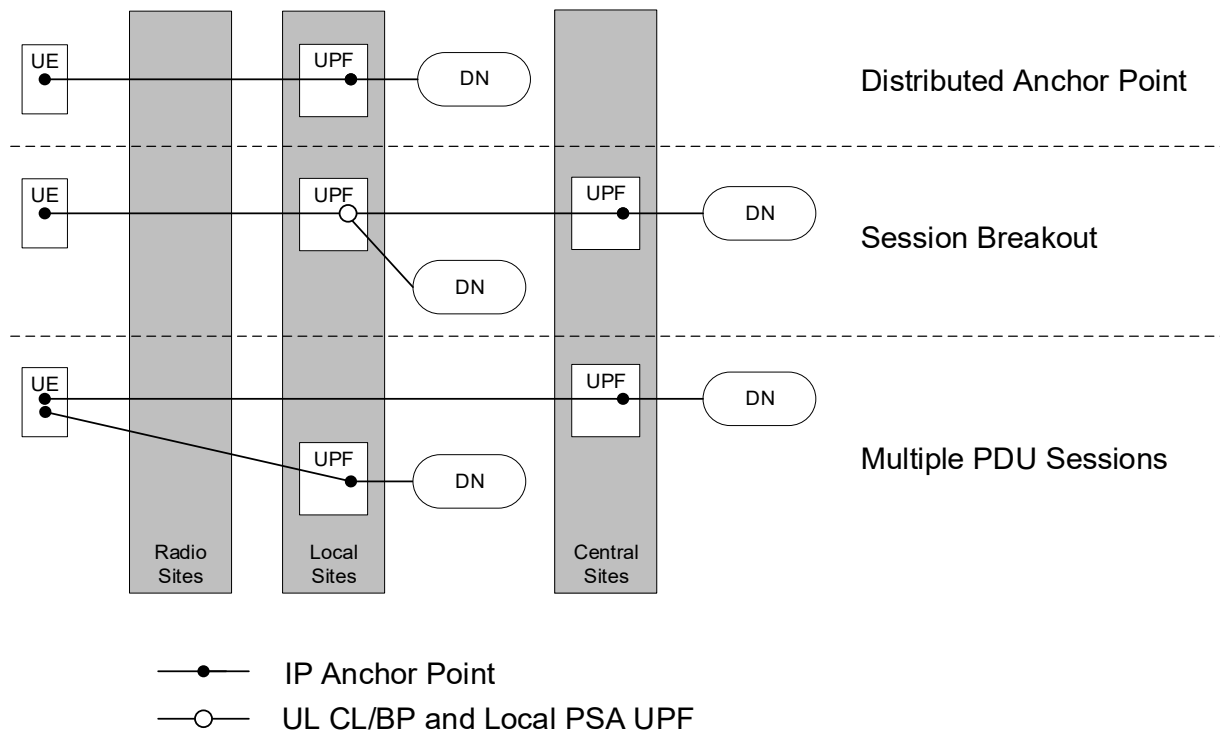 UE
UPF
DN
Distributed Anchor Point
UE
UPF
UPF
DN
Session Breakout
DN
UE
UPF
DN
UPF
DN
Multiple PDU Sessions
Radio
Sites
Local
Sites
Central
Sites
IP Anchor Point
UL CL/BP and Local PSA UPF